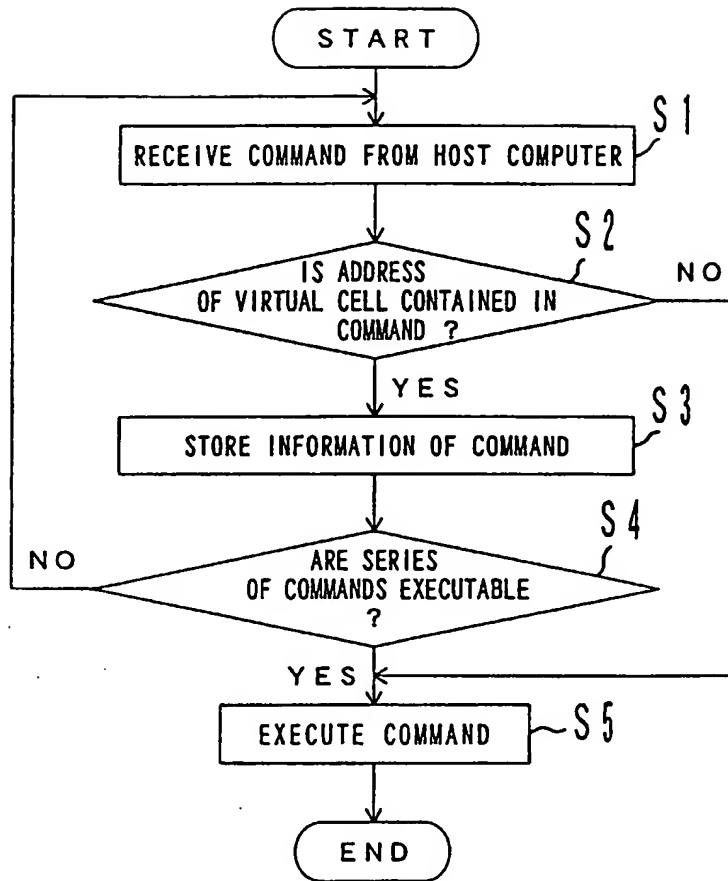 START
S1
RECEIVE COMMAND FROM HOST COMPUTER
S2
IS ADDRESS
OF VIRTUAL CELL CONTAINED IN
COMMAND ?
NO
YES
S3
STORE INFORMATION OF COMMAND
S4
NO
ARE SERIES
OF COMMANDS EXECUTABLE
?
YES
S5
EXECUTE COMMAND
END